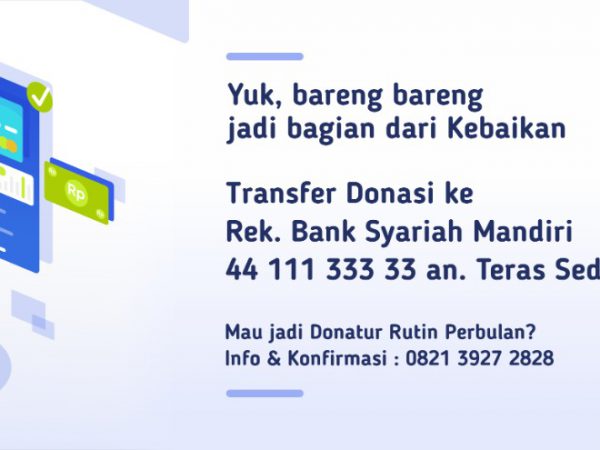 Yuk, bareng bareng
jadi bagian dari Kebaikan
Transfer Donasi ke
Rek. Bank Syariah Mandiri
44 111 333 33 an. Teras Sed
Mau jadi Donatur Rutin Perbulan?
Info & Konfirmasi : 0821 3927 2828
Rp